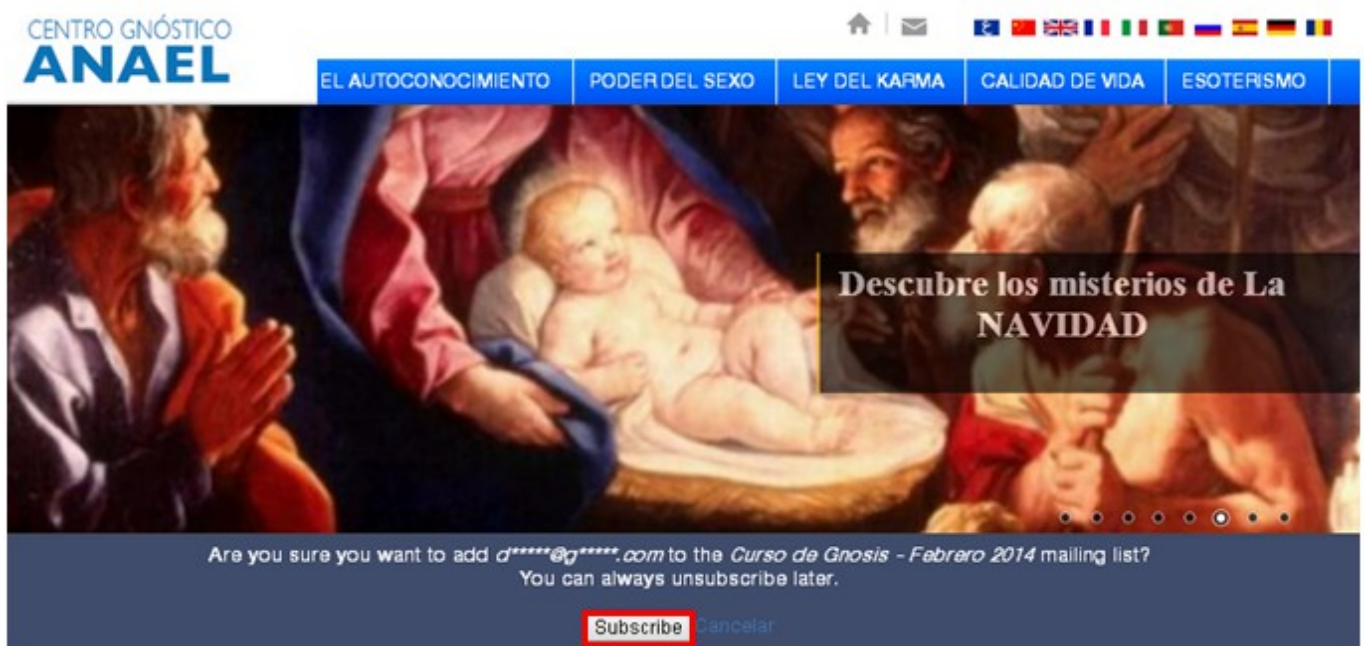 CENTRO GNÓSTICO
ANAEL
EL AUTOCONOCIMIENTO PODER DEL SEXO LEY DEL KARMA CALIDAD DE VIDA ESOTERISMO
Descubre los misterios de La
NAVIDAD
Are you sure you want to add d*****@g*****.com to the Curso de Gnosis - Febrero 2014 mailing list?
You can always unsubscribe later.
Subscribe Cancelar